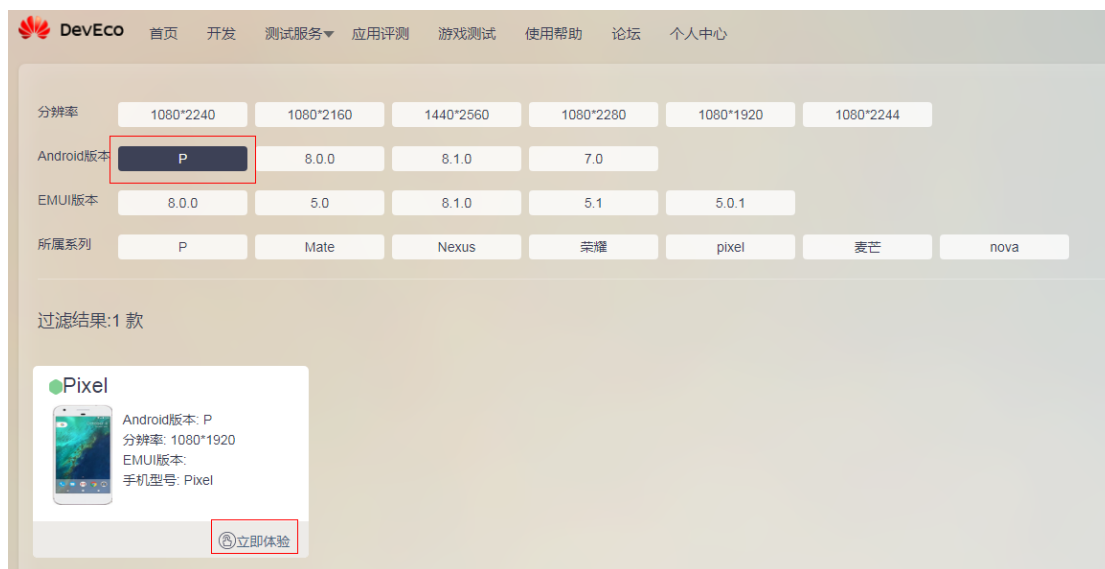 DevEco 首页 开发 测试服务▾ 应用评测 游戏测试 使用帮助 论坛 个人中心
分辨率 1080*2240 1080*2160 1440*2560 1080*2280 1080*1920 1080*2244
Android版本 P 8.0.0 8.1.0 7.0
EMUI版本 8.0.0 5.0 8.1.0 5.1 5.0.1
所属系列 P Mate Nexus 荣耀 pixel 麦芒 nova
过滤结果:1 款
Pixel
Android版本: P
分辨率: 1080*1920
EMUI版本:
手机型号: Pixel
立即体验